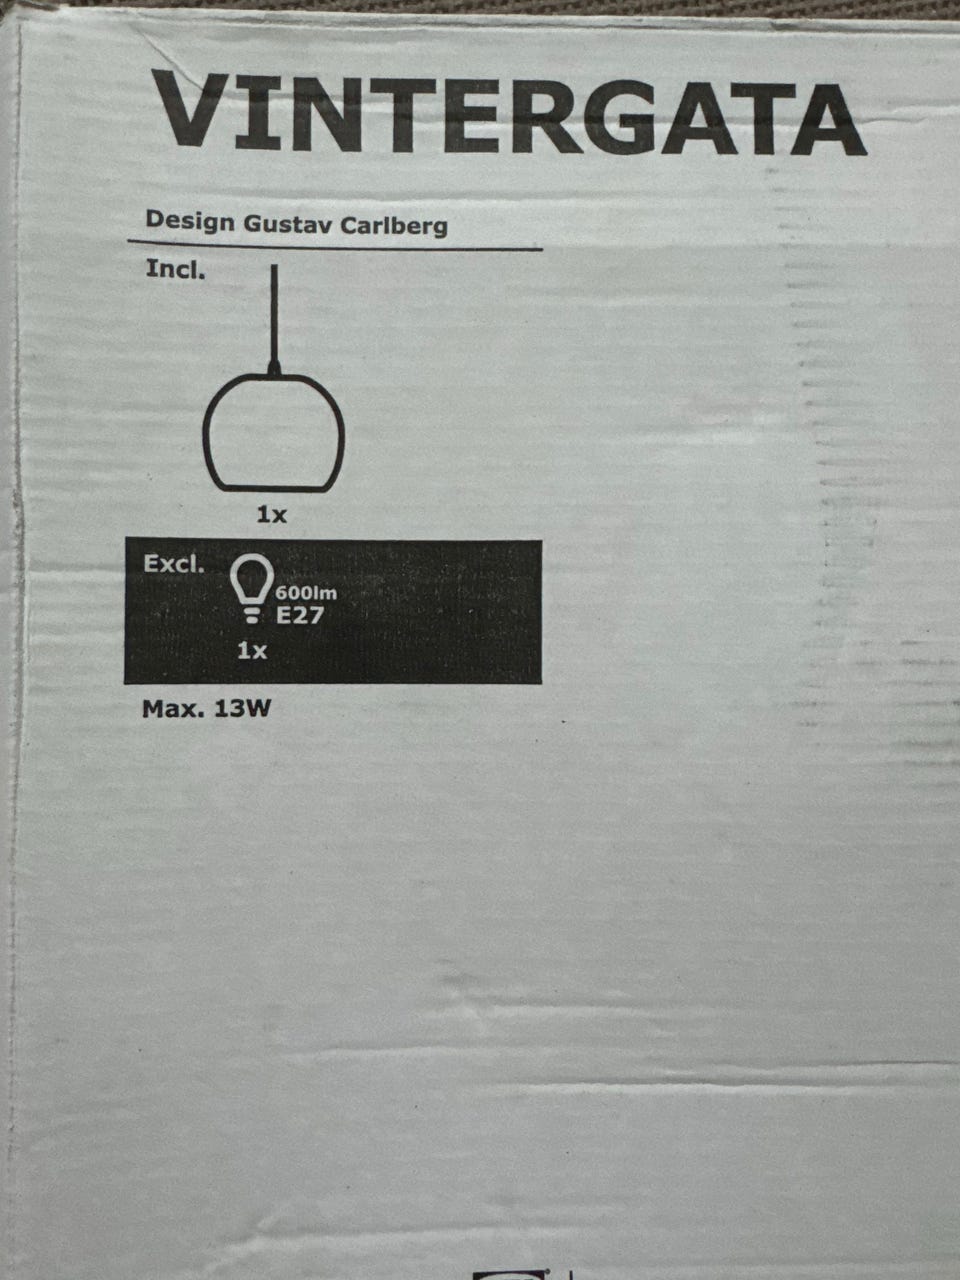 VINTERGATA
Design Gustav Carlberg
Incl.
1x
Excl.
600lm
E27
1x
Max. 13W